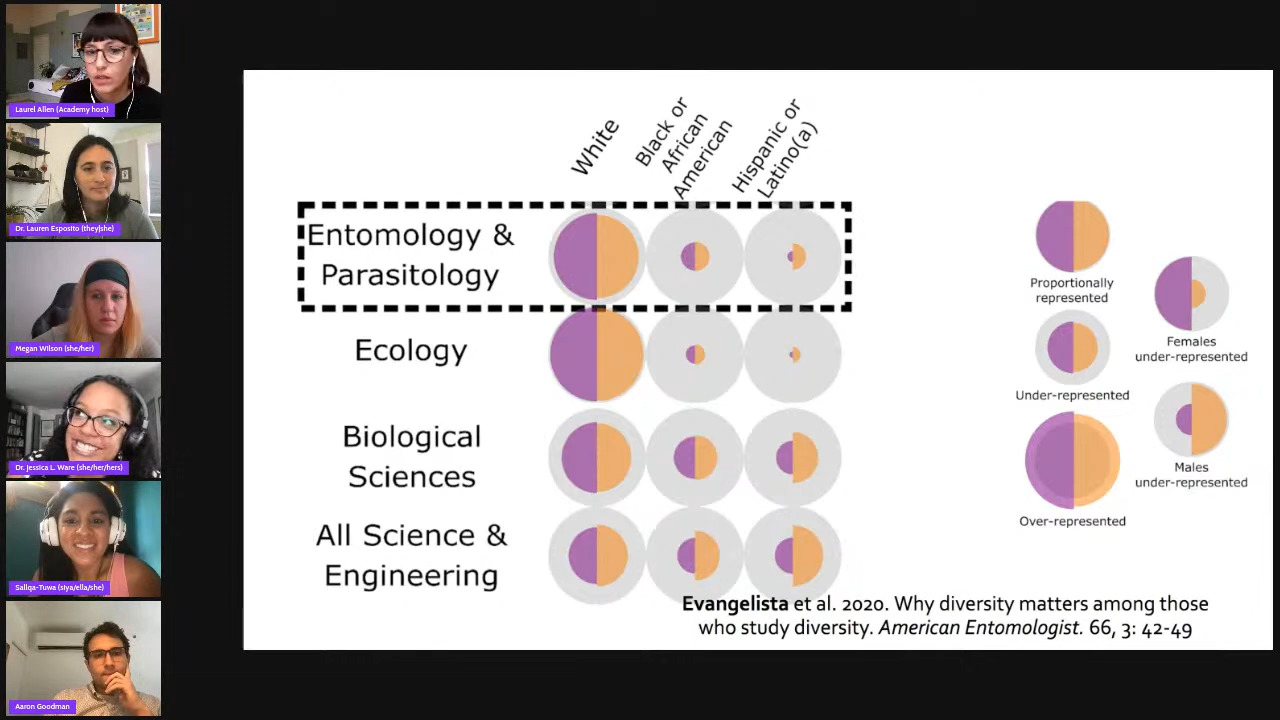 Laurel Allen (Academy host)
Dr. Lauren Esposito (they|she)
Megan Wilson (she/her)
Dr. Jessica L. Ware (she/her/hers)
Sallqa-Tuwa (siya/ella/she)
Aaron Goodman
White
Black or
African
American
Hispanic or
Latino(a)
Entomology &
Parasitology
Ecology
Biological
Sciences
All Science &
Engineering
Proportionally
represented
Females
under-represented
Under-represented
Males
under-represented
Over-represented
Evangelista et al. 2020. Why diversity matters among those
who study diversity. American Entomologist. 66, 3: 42-49